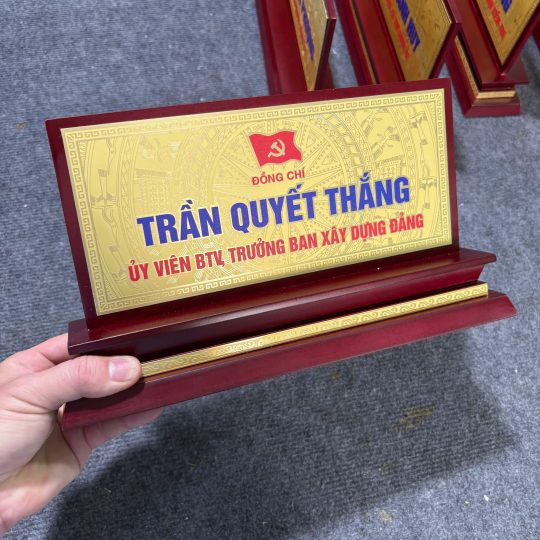 ĐỒNG CHÍ
TRẦN QUYẾT THẮNG
ỦY VIÊN BTV, TRƯỞNG BAN XÂY DỰNG ĐẢNG